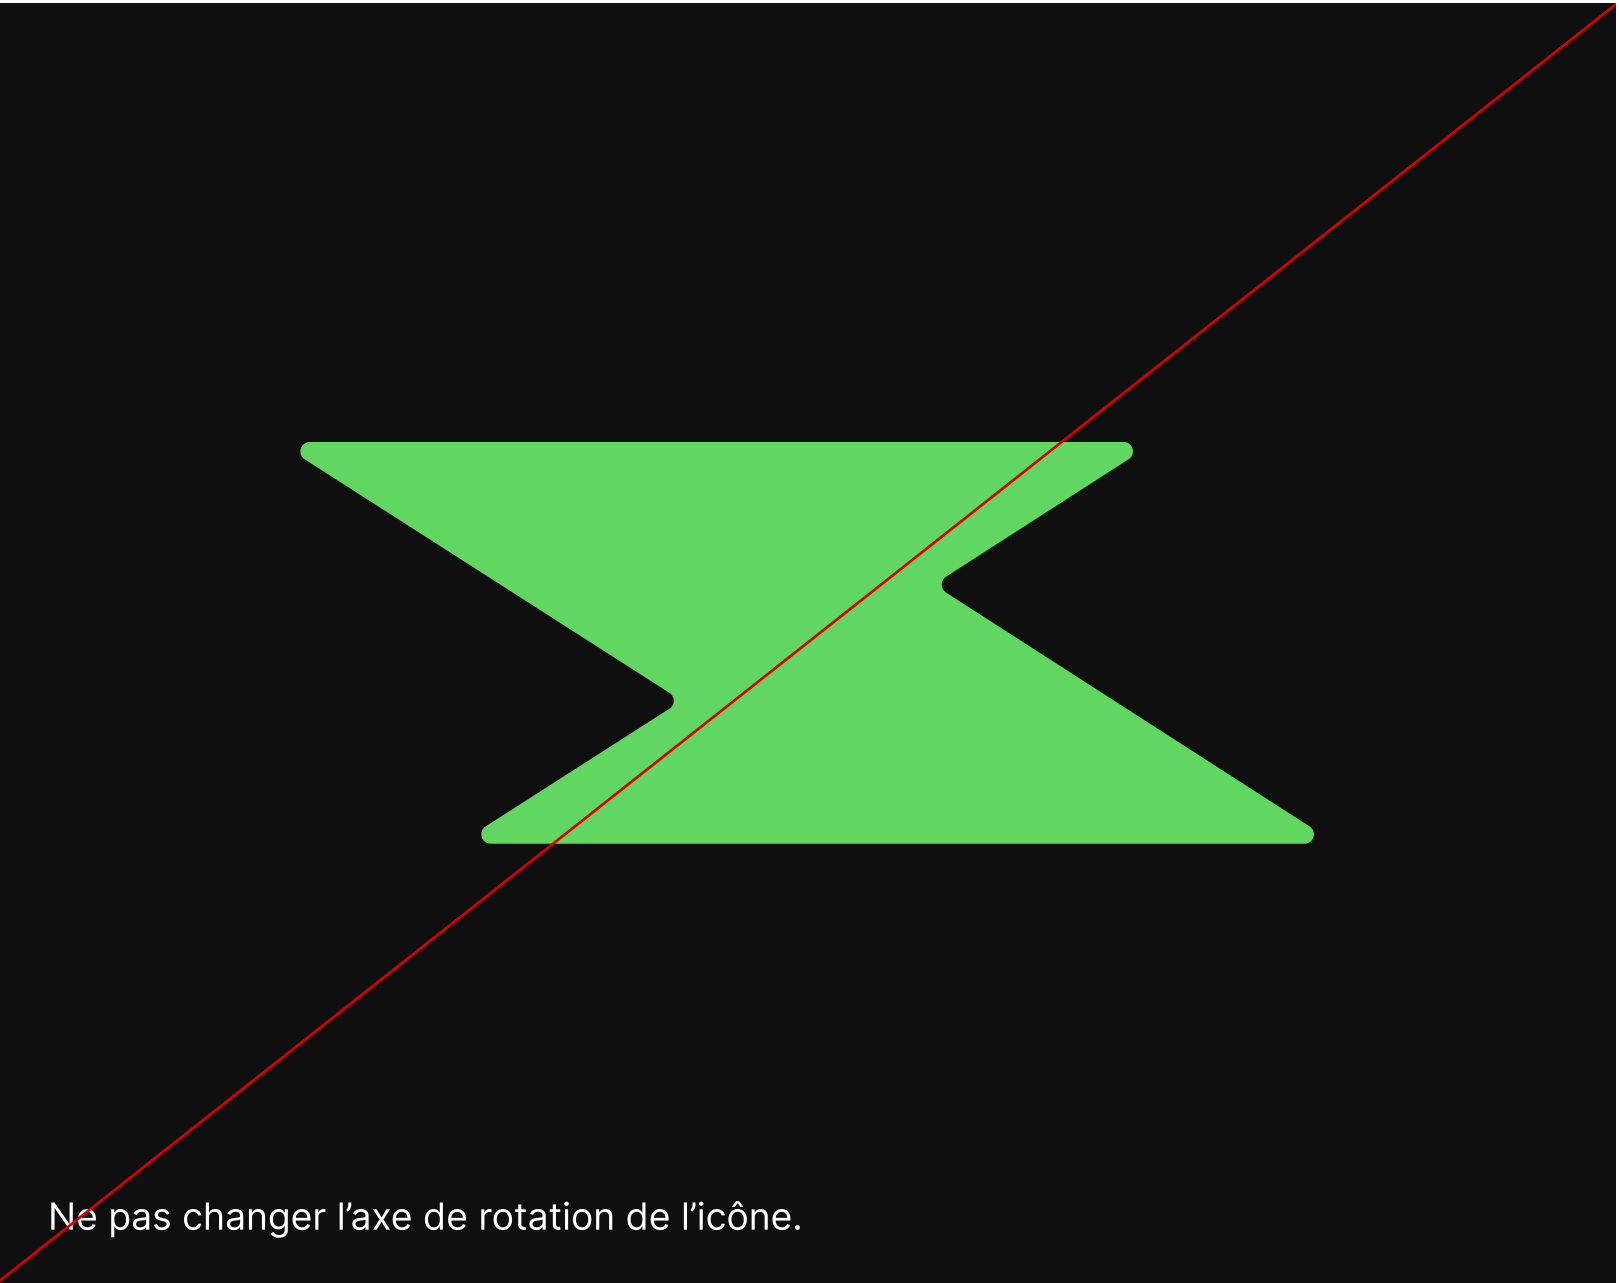 Ne pas changer l’axe de rotation de l’icône.